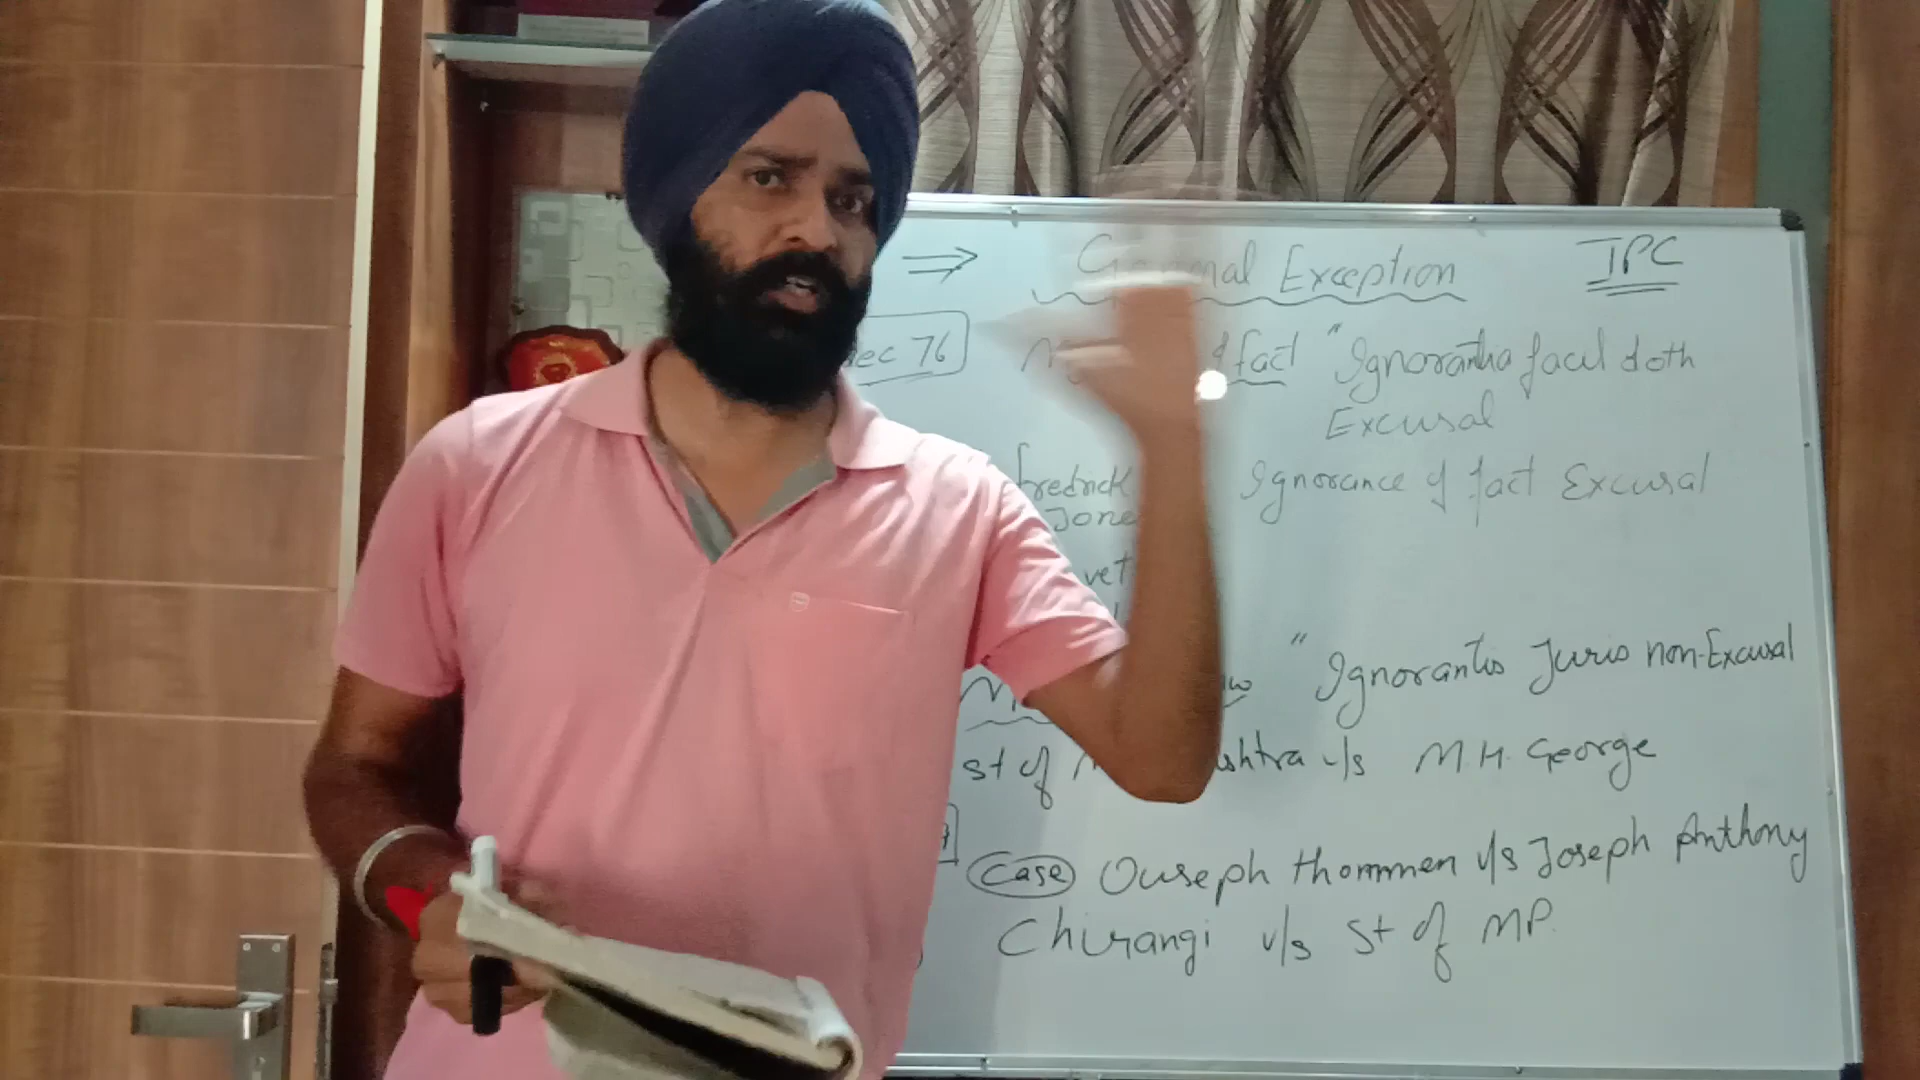 ⇒ General Exception IPC
ec 76 fact "Ignorantia facil doth
Excusal
fredrick Ignorance of fact Excusal
Jone
vet
"Ignorantis Juris non-Excusal
st of shtra v/s M.H. George
Case Ouseph thommen v/s Joseph Anthony
Chirangi v/s St of MP.